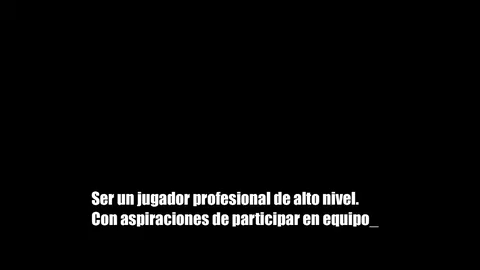 Ser un jugador profesional de alto nivel.
Con aspiraciones de participar en equipo_